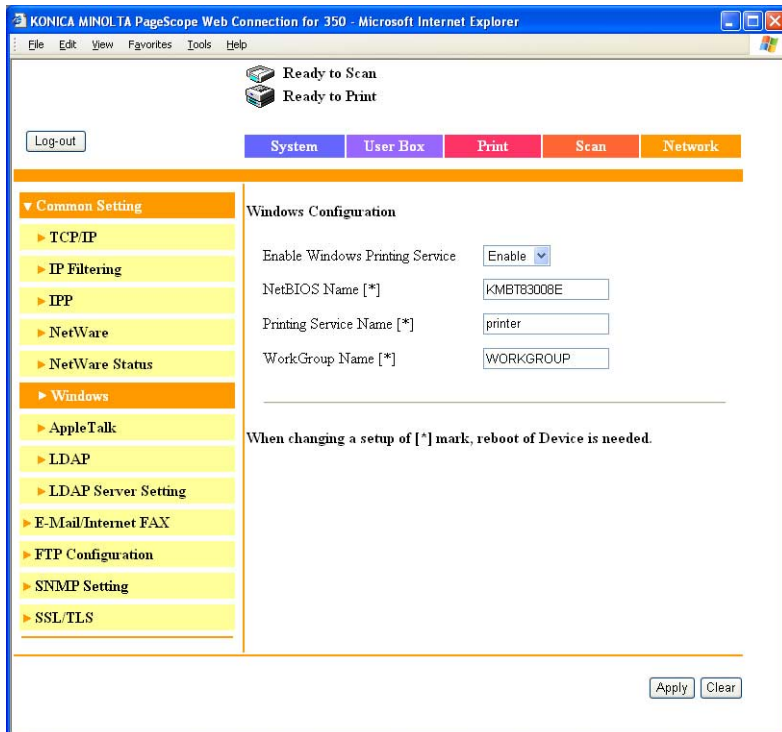 KONICA MINOLTA PageScope Web Connection for 350 - Microsoft Internet Explorer
File Edit View Favorites Tools Help
Ready to Scan
Ready to Print
Log-out
System User Box Print Scan Network
Common Setting
TCP/IP
IP Filtering
IPP
NetWare
NetWare Status
Windows
AppleTalk
LDAP
LDAP Server Setting
E-Mail/Internet FAX
FTP Configuration
SNMP Setting
SSL/TLS
Windows Configuration
Enable Windows Printing Service Enable
NetBIOS Name [*] KMBT83008E
Printing Service Name [*] printer
WorkGroup Name [*] WORKGROUP
When changing a setup of [*] mark, reboot of Device is needed.
Apply Clear